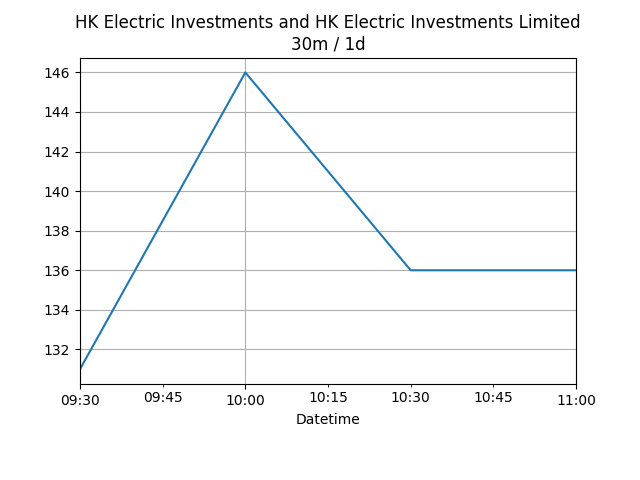 HK Electric Investments and HK Electric Investments Limited
30m / 1d
146
144
142
140
138
136
134
132
09:30 09:45 10:00 10:15 10:30 10:45 11:00
Datetime